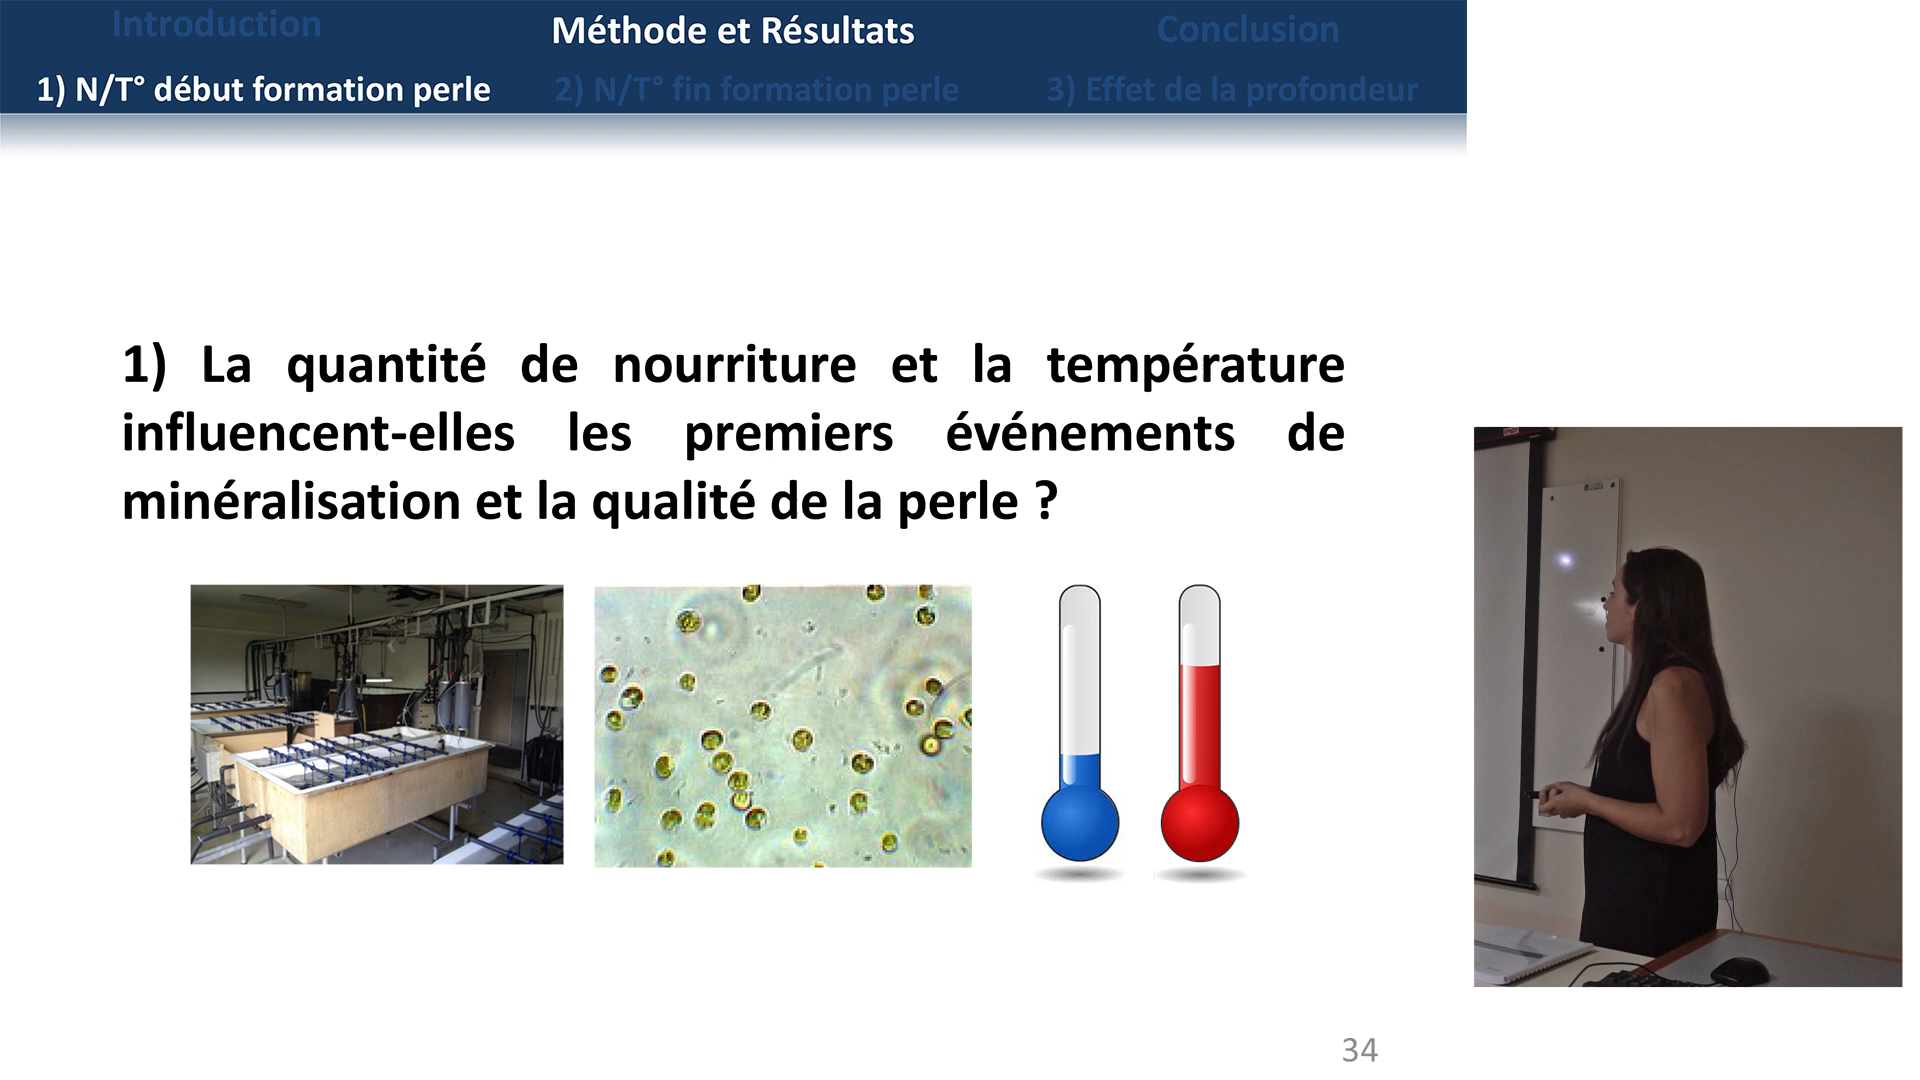 Introduction
Méthode et Résultats
Conclusion
1) N/T° début formation perle
2) N/T° fin formation perle
3) Effet de la profondeur
1) La quantité de nourriture et la température
influencent-elles les premiers événements de
minéralisation et la qualité de la perle ?
34